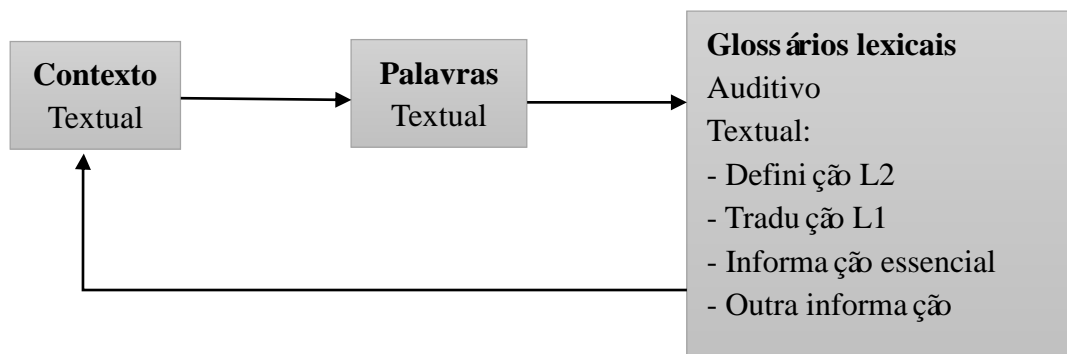 Contexto
Textual
Palavras
Textual
Glossários lexicais
Auditivo
Textual:
- Definição L2
- Tradução L1
- Informação essencial
- Outra informação